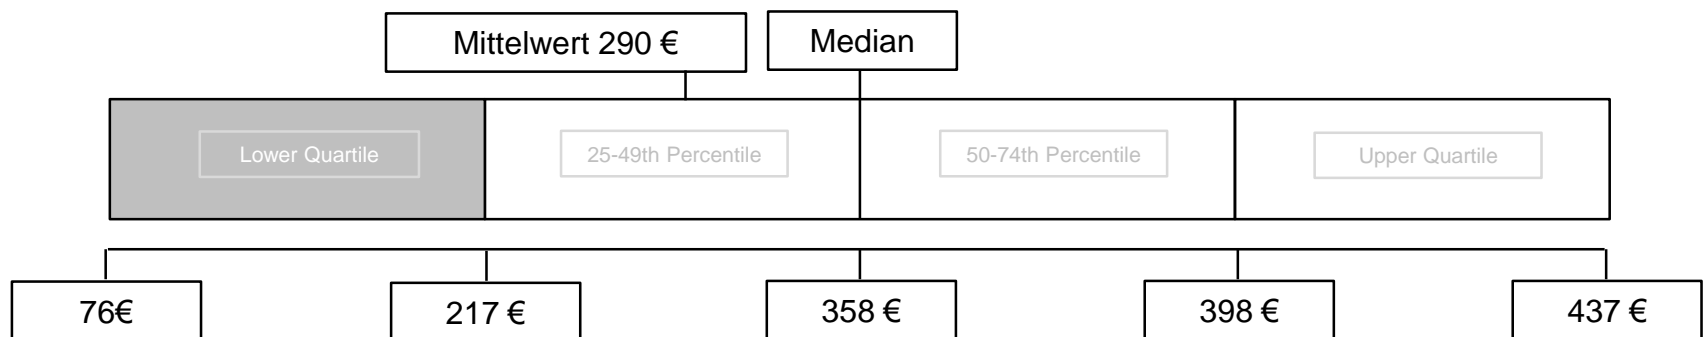 Mittelwert 290 €
Median
Lower Quartile
25-49th Percentile
50-74th Percentile
Upper Quartile
76€
217 €
358 €
398 €
437 €